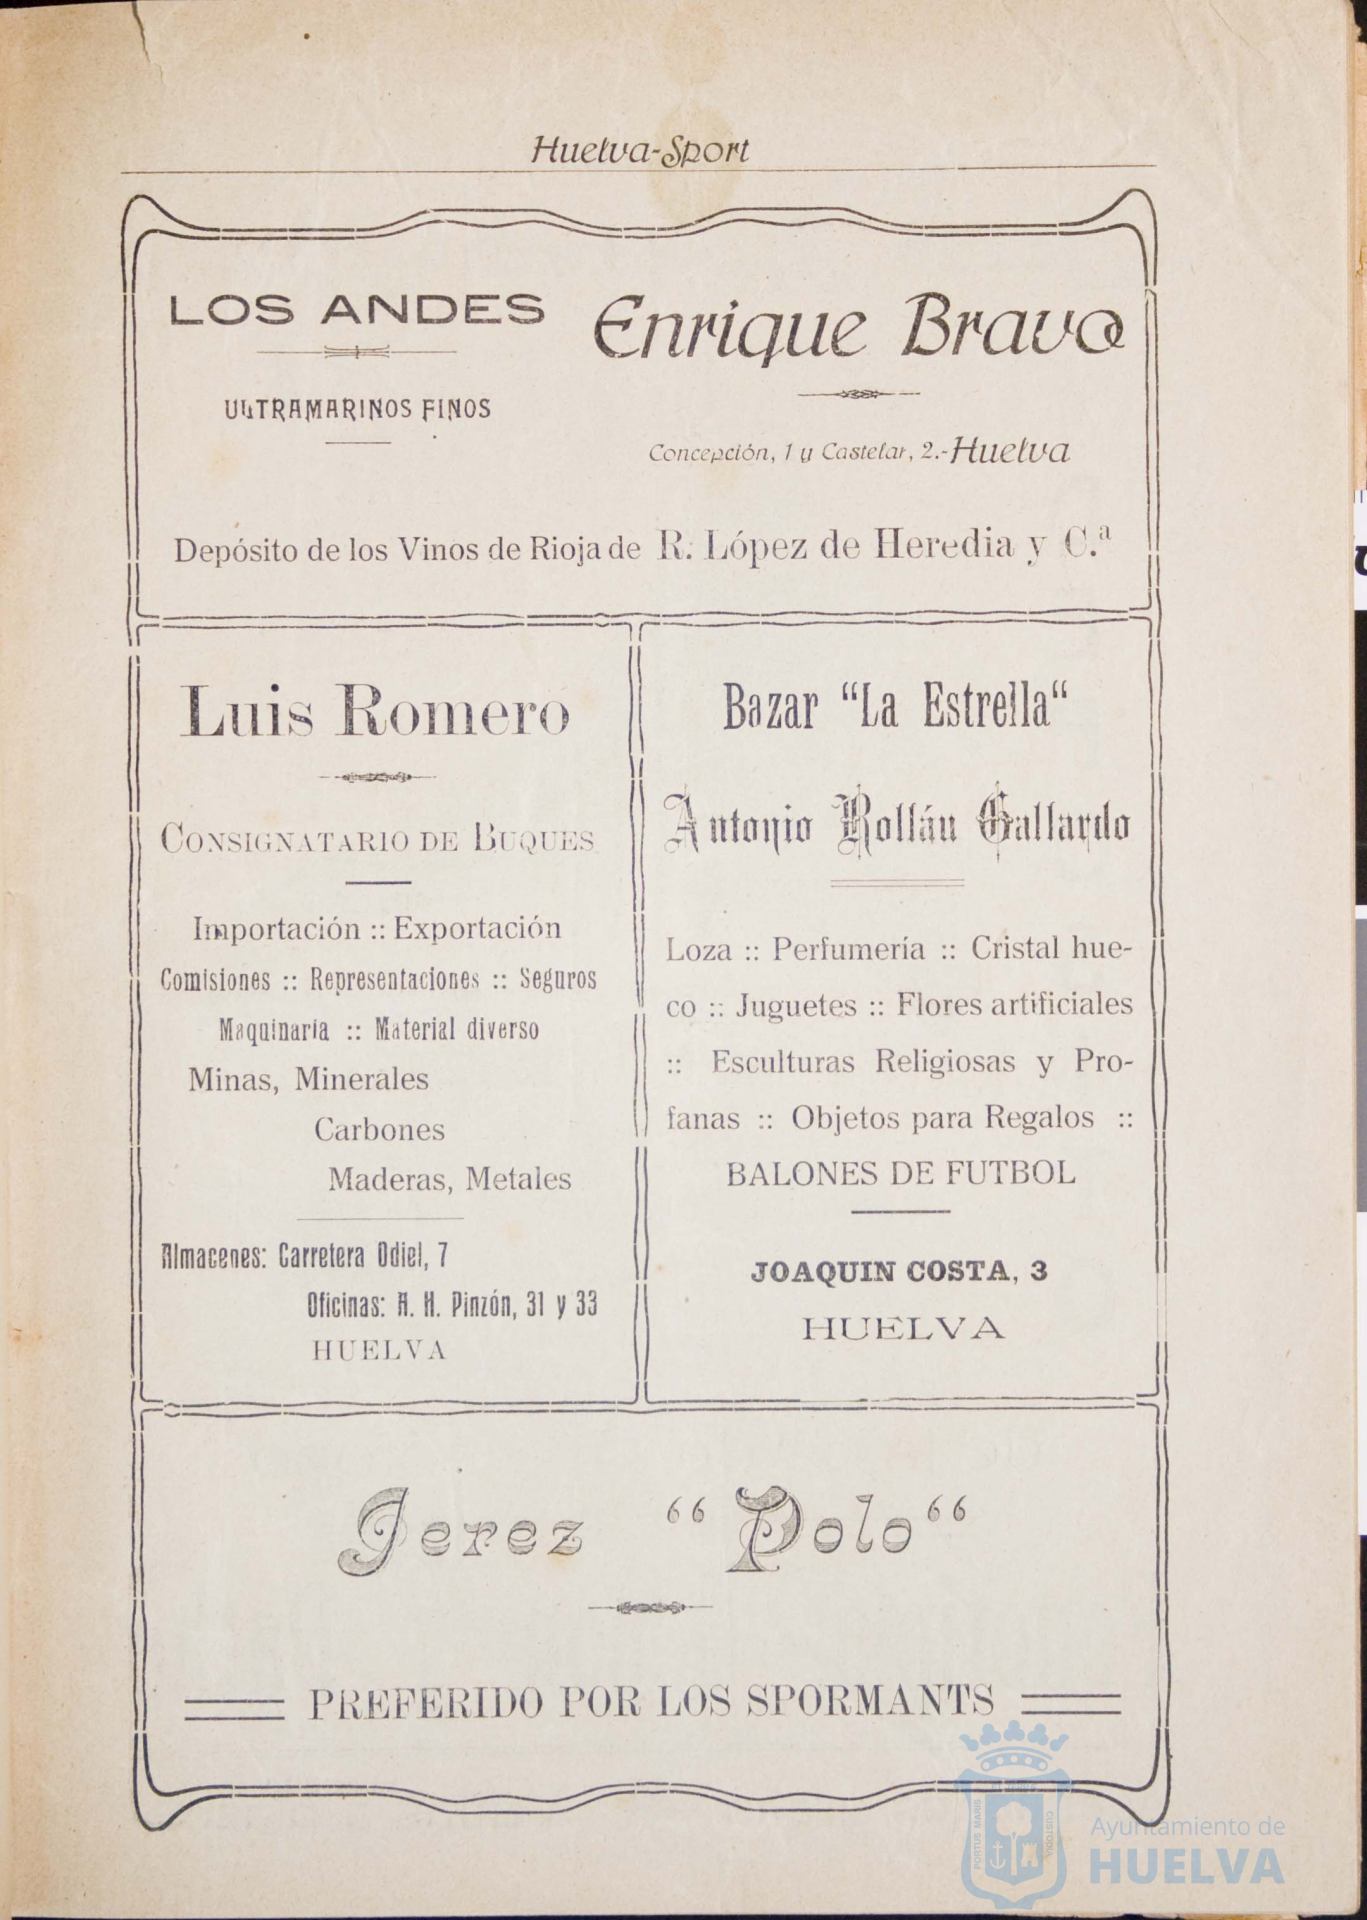 Huelva-Sport
LOS ANDES
ULTRAMARINOS FINOS
Enrique Bravo
Concepción, 1 y Castelar, 2.-Huelva
Depósito de los Vinos de Rioja de R. López de Heredia y C.ª
Luis Romero
CONSIGNATARIO DE BUQUES
Importación :: Exportación
Comisiones :: Representaciones :: Seguros
Maquinaria :: Material diverso
Minas, Minerales
Carbones
Maderas, Metales
Almacenes: Carretera Odiel, 7
Oficinas: A. H. Pinzón, 31 y 33
HUELVA
Bazar “La Estrella“
Antonio Rollán Gallardo
Loza :: Perfumería :: Cristal hue-
co :: Juguetes :: Flores artificiales
:: Esculturas Religiosas y Pro-
fanas :: Objetos para Regalos ::
BALONES DE FUTBOL
JOAQUIN COSTA, 3
HUELVA
Jerez “Polo“
PREFERIDO POR LOS SPORMANTS
PORTUS MARIS
CUSTODIA
Ayuntamiento de
HUELVA